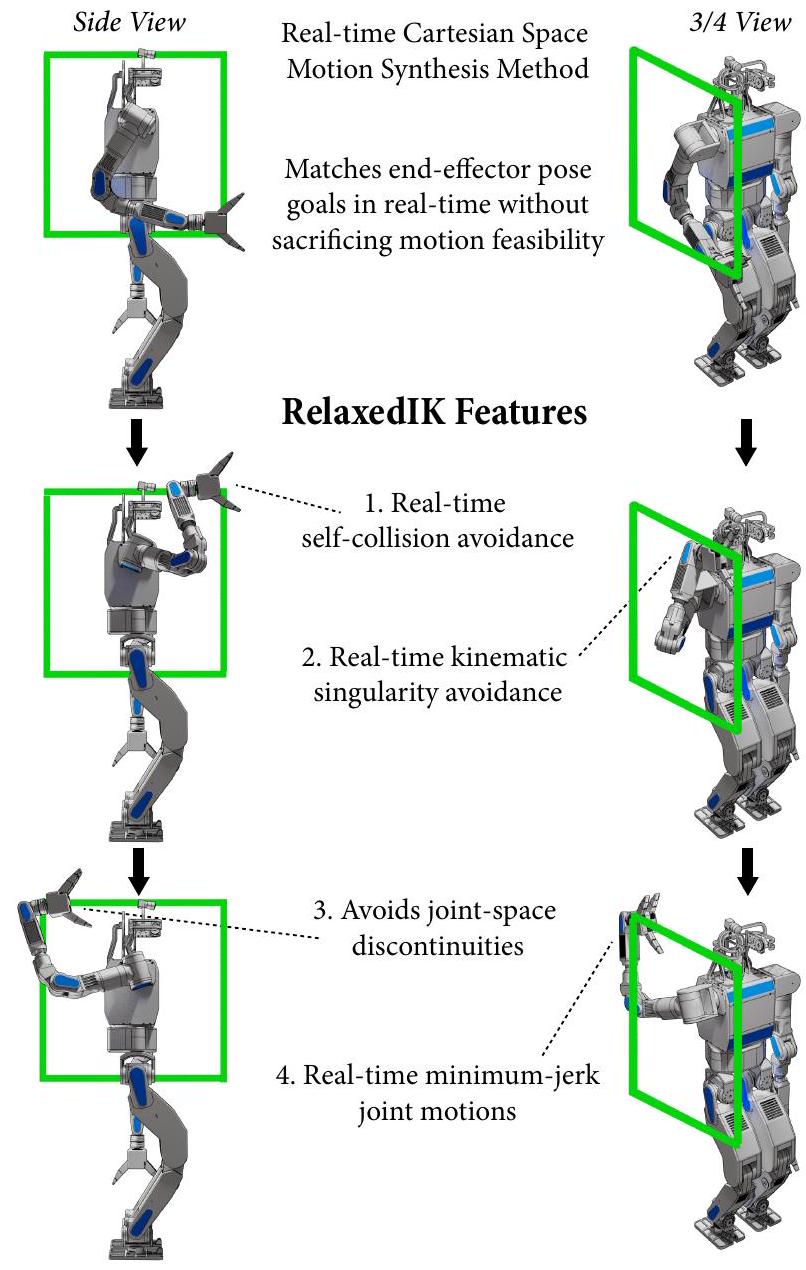 Side View
Real-time Cartesian Space
Motion Synthesis Method
3/4 View
Matches end-effector pose
goals in real-time without
sacrificing motion feasibility
RelaxedIK Features
1. Real-time
self-collision avoidance
2. Real-time kinematic
singularity avoidance
3. Avoids joint-space
discontinuities
4. Real-time minimum-jerk
joint motions